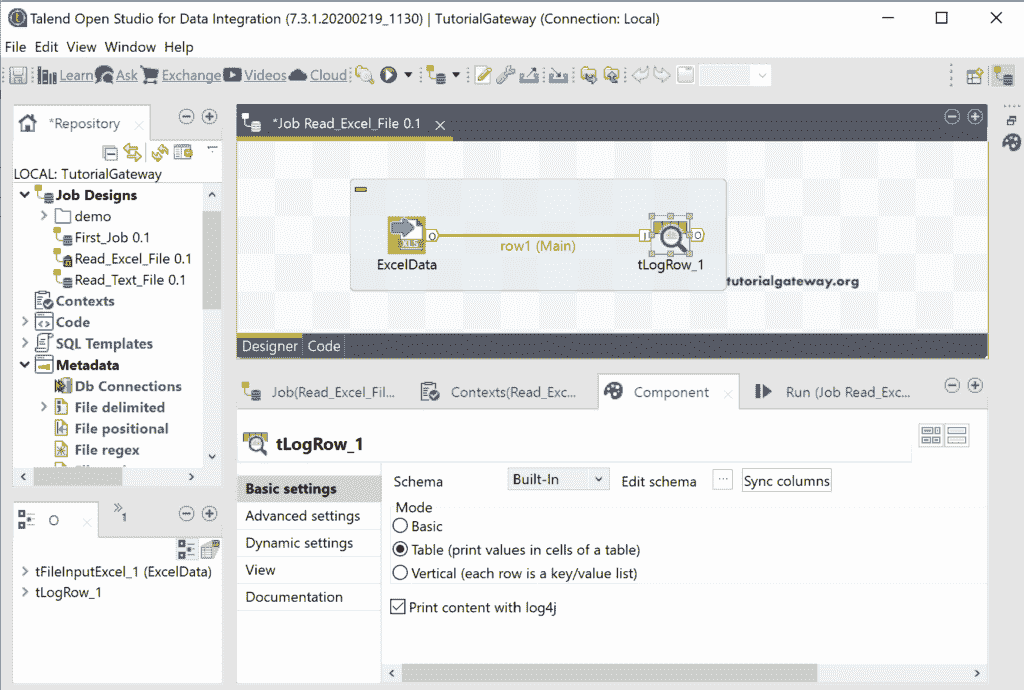 Talend Open Studio for Data Integration (7.3.1.20200219_1130) | TutorialGateway (Connection: Local)
File Edit View Window Help
Learn Ask Exchange Videos Cloud
*Repository
LOCAL: TutorialGateway
Job Designs
demo
First_Job 0.1
Read_Excel_File 0.1
Read_Text_File 0.1
Contexts
Code
SQL Templates
Metadata
Db Connections
File delimited
File positional
File regex
*Job Read_Excel_File 0.1
XLS
row1 (Main)
ExcelData
tLogRow_1
tutorialgateway.org
Designer Code
Job(Read_Excel_Fil... Contexts(Read_Exc... Component Run (Job Read_Exc...
tLogRow_1
Basic settings
Advanced settings
Dynamic settings
View
Documentation
Schema Built-In Edit schema ... Sync columns
Mode
Basic
Table (print values in cells of a table)
Vertical (each row is a key/value list)
Print content with log4j
O
1
tFileInputExcel_1 (ExcelData)
tLogRow_1